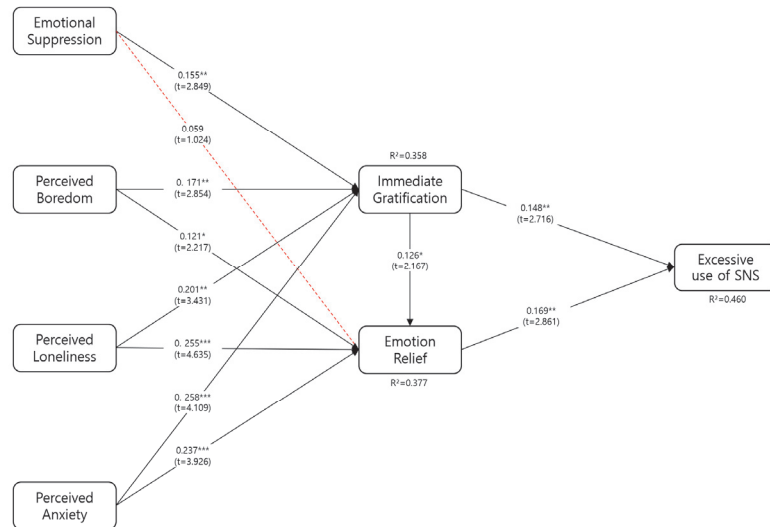 Emotional
Suppression
0.155**
(t=2.849)
0.059
(t=1.024)
R²=0.358
Perceived
Boredom
0. 171**
(t=2.854)
Immediate
Gratification
0.148**
(t=2.716)
0.121*
(t=2.217)
0.126*
(t=2.167)
Excessive
use of SNS
R²=0.460
0.201**
(t=3.431)
0.169**
(t=2.861)
Perceived
Loneliness
0. 255***
(t=4.635)
Emotion
Relief
R²=0.377
0. 258***
(t=4.109)
0.237***
(t=3.926)
Perceived
Anxiety